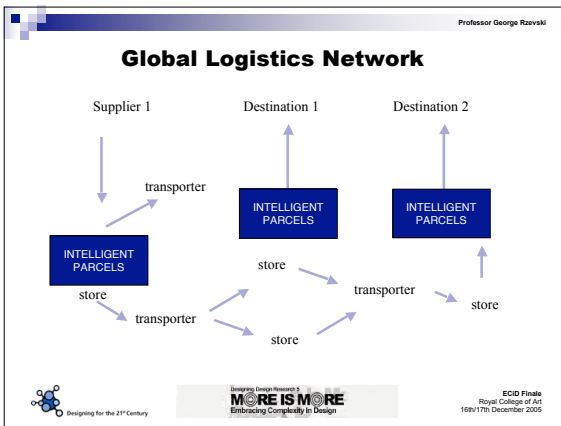 Professor George Rzevski
Global Logistics Network
Supplier 1
Destination 1
Destination 2
transporter
INTELLIGENT
PARCELS
INTELLIGENT
PARCELS
INTELLIGENT
PARCELS
store
store
transporter
store
transporter
store
Designing for the 21st Century
Designing Design Research 5
MORE IS MORE
Embracing Complexity In Design
ECiD Finale
Royal College of Art
16th/17th December 2005